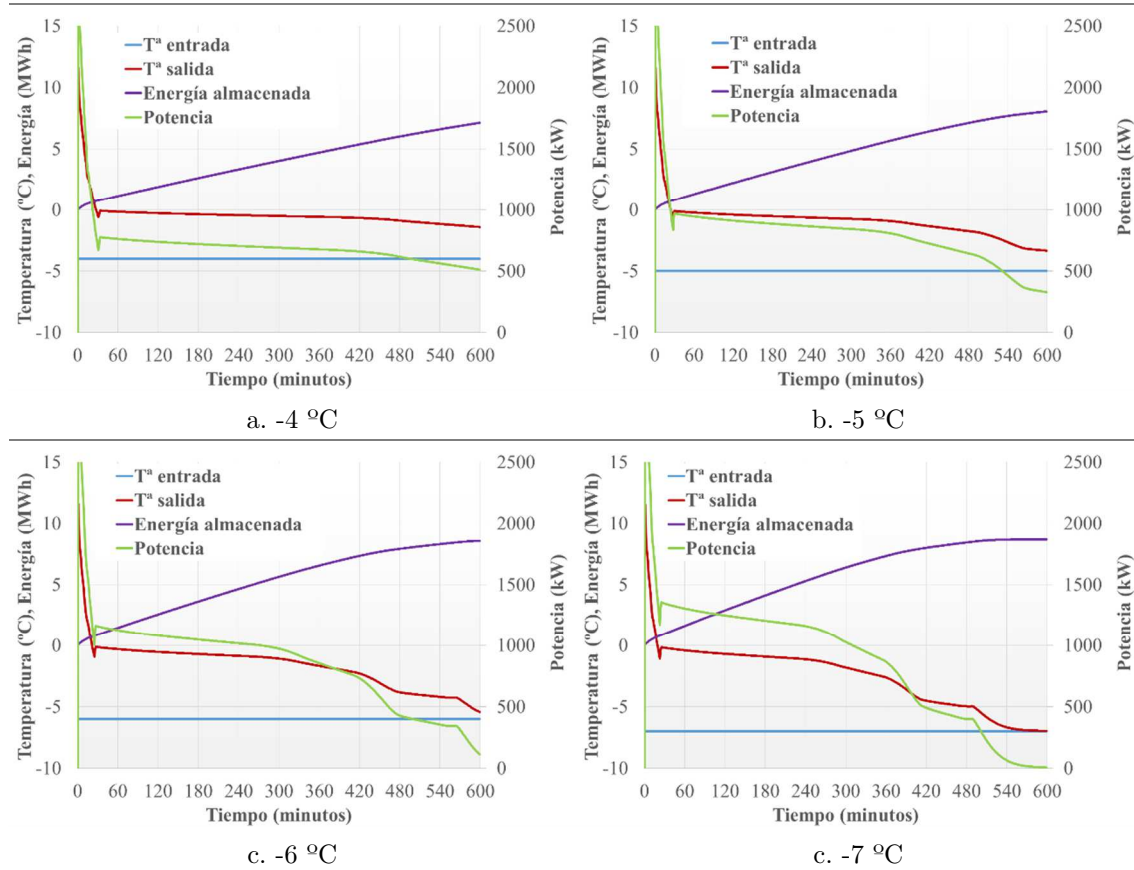 15
10
5
0
-5
-10
2500
2000
1500
1000
500
0
0 60 120 180 240 300 360 420 480 540 600
Temperatura (ºC), Energía (MWh)
Potencia (kW)
Tiempo (minutos)
Tª entrada
Tª salida
Energía almacenada
Potencia
a. -4 ºC
15
10
5
0
-5
-10
2500
2000
1500
1000
500
0
0 60 120 180 240 300 360 420 480 540 600
Temperatura (ºC), Energía (MWh)
Potencia (kW)
Tiempo (minutos)
Tª entrada
Tª salida
Energía almacenada
Potencia
b. -5 ºC
15
10
5
0
-5
-10
2500
2000
1500
1000
500
0
0 60 120 180 240 300 360 420 480 540 600
Temperatura (ºC), Energía (MWh)
Potencia (kW)
Tiempo (minutos)
Tª entrada
Tª salida
Energía almacenada
Potencia
c. -6 ºC
15
10
5
0
-5
-10
2500
2000
1500
1000
500
0
0 60 120 180 240 300 360 420 480 540 600
Temperatura (ºC), Energía (MWh)
Potencia (kW)
Tiempo (minutos)
Tª entrada
Tª salida
Energía almacenada
Potencia
c. -7 ºC